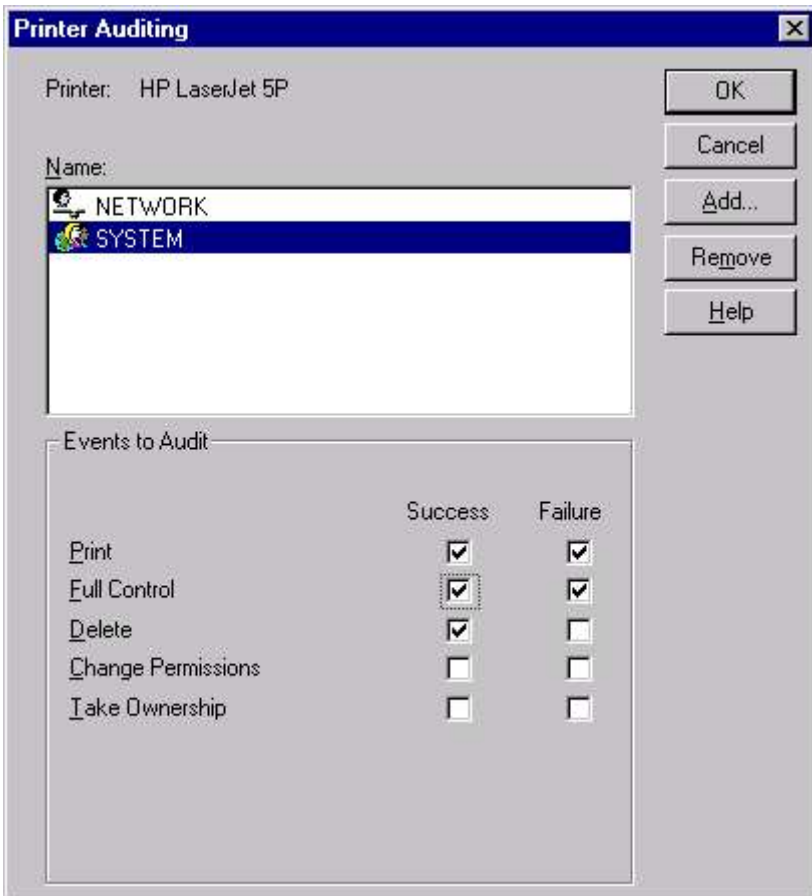 Printer Auditing
Printer: HP LaserJet 5P
OK
Cancel
Name:
Add...
NETWORK
SYSTEM
Remove
Help
Events to Audit
Success Failure
Print
Full Control
Delete
Change Permissions
Take Ownership